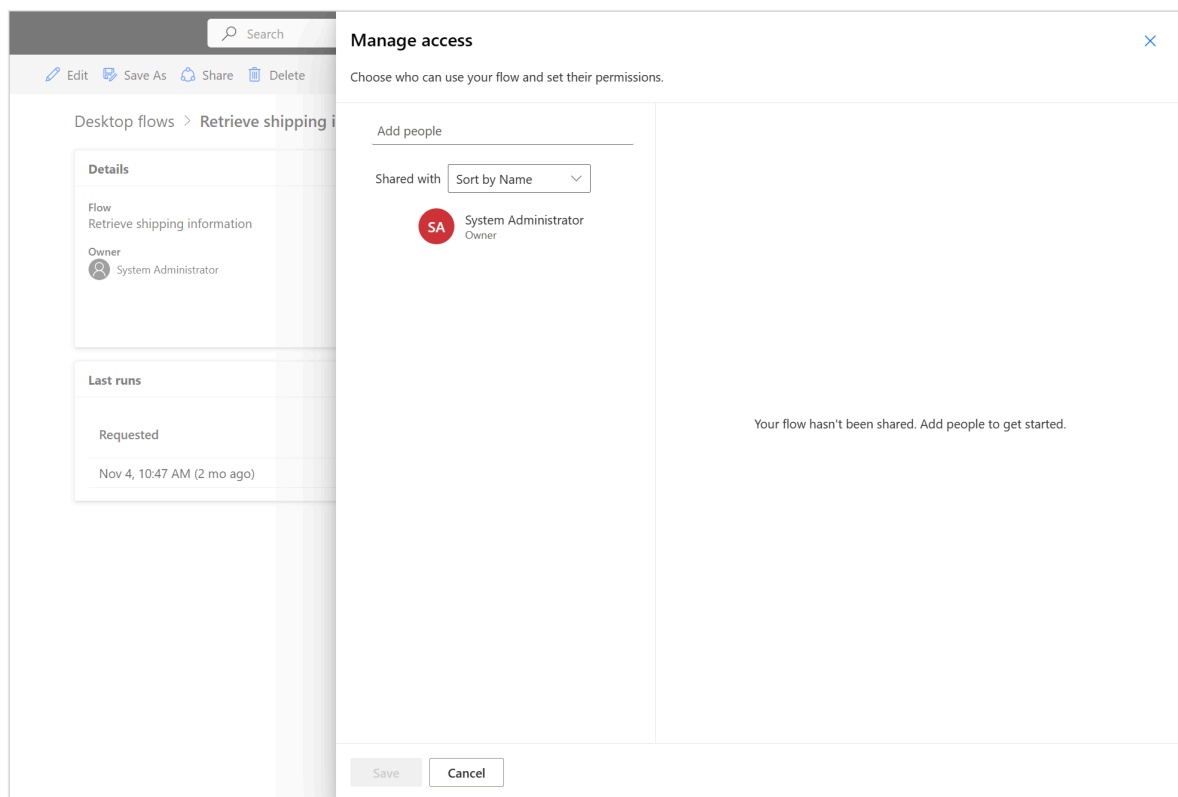 Search
Edit Save As Share Delete
Desktop flows > Retrieve shipping i
Details
Flow
Retrieve shipping information
Owner
System Administrator
Last runs
Requested
Nov 4, 10:47 AM (2 mo ago)
Manage access
Choose who can use your flow and set their permissions.
Add people
Shared with Sort by Name
SA
System Administrator
Owner
Your flow hasn't been shared. Add people to get started.
Save Cancel